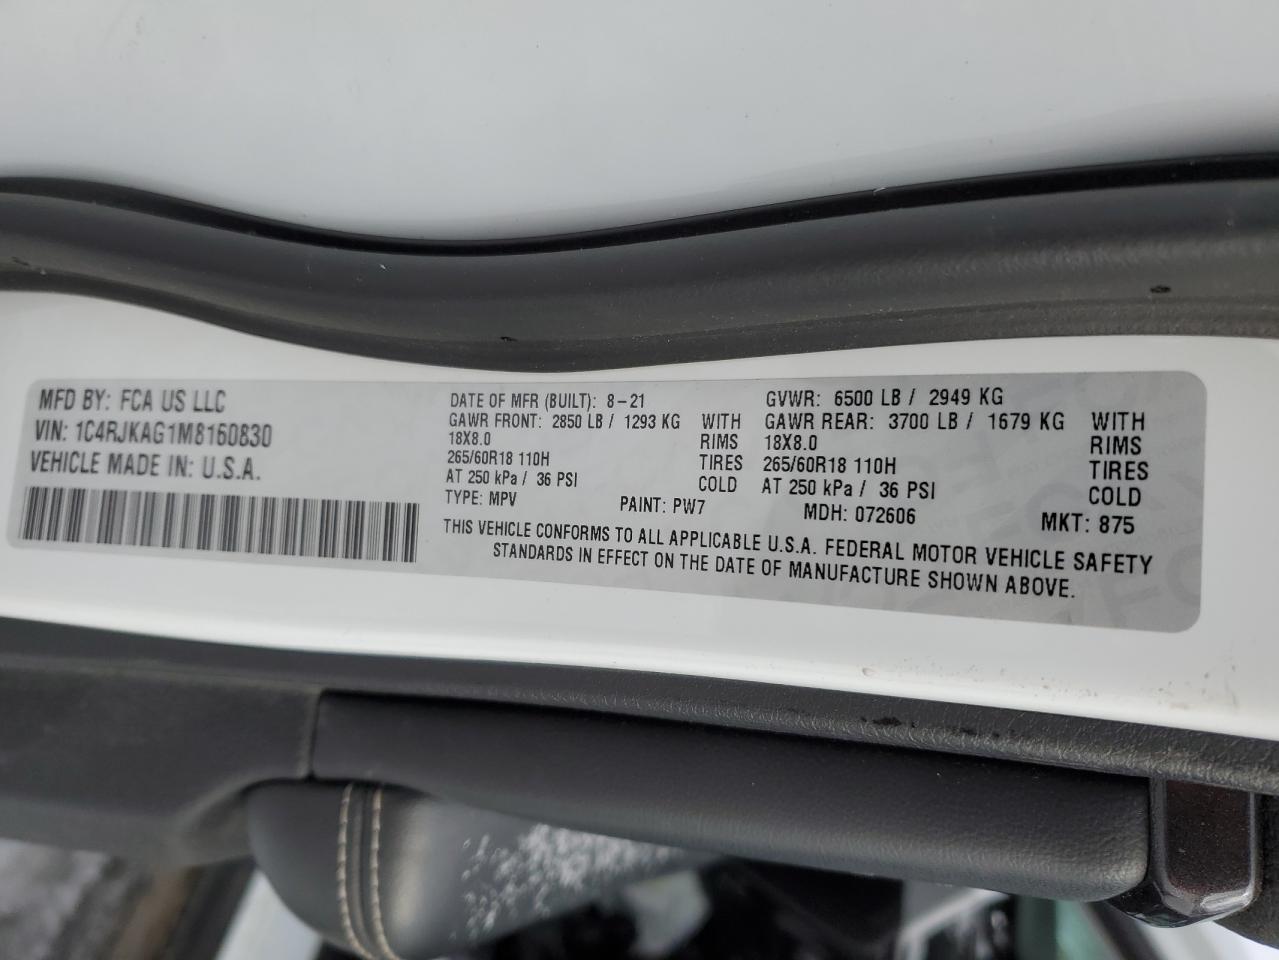 MFD BY: FCA US LLC
VIN: 1C4RJKAG1M8160830
VEHICLE MADE IN: U.S.A.
DATE OF MFR (BUILT): 8-21
GVWR: 6500 LB / 2949 KG
GAWR FRONT: 2850 LB / 1293 KG WITH
18X8.0 RIMS
265/60R18 110H TIRES
AT 250 kPa / 36 PSI COLD
GAWR REAR: 3700 LB / 1679 KG WITH
18X8.0 RIMS
265/60R18 110H TIRES
AT 250 kPa / 36 PSI COLD
TYPE: MPV PAINT: PW7 MDH: 072606 MKT: 875
THIS VEHICLE CONFORMS TO ALL APPLICABLE U.S.A. FEDERAL MOTOR VEHICLE SAFETY
STANDARDS IN EFFECT ON THE DATE OF MANUFACTURE SHOWN ABOVE.